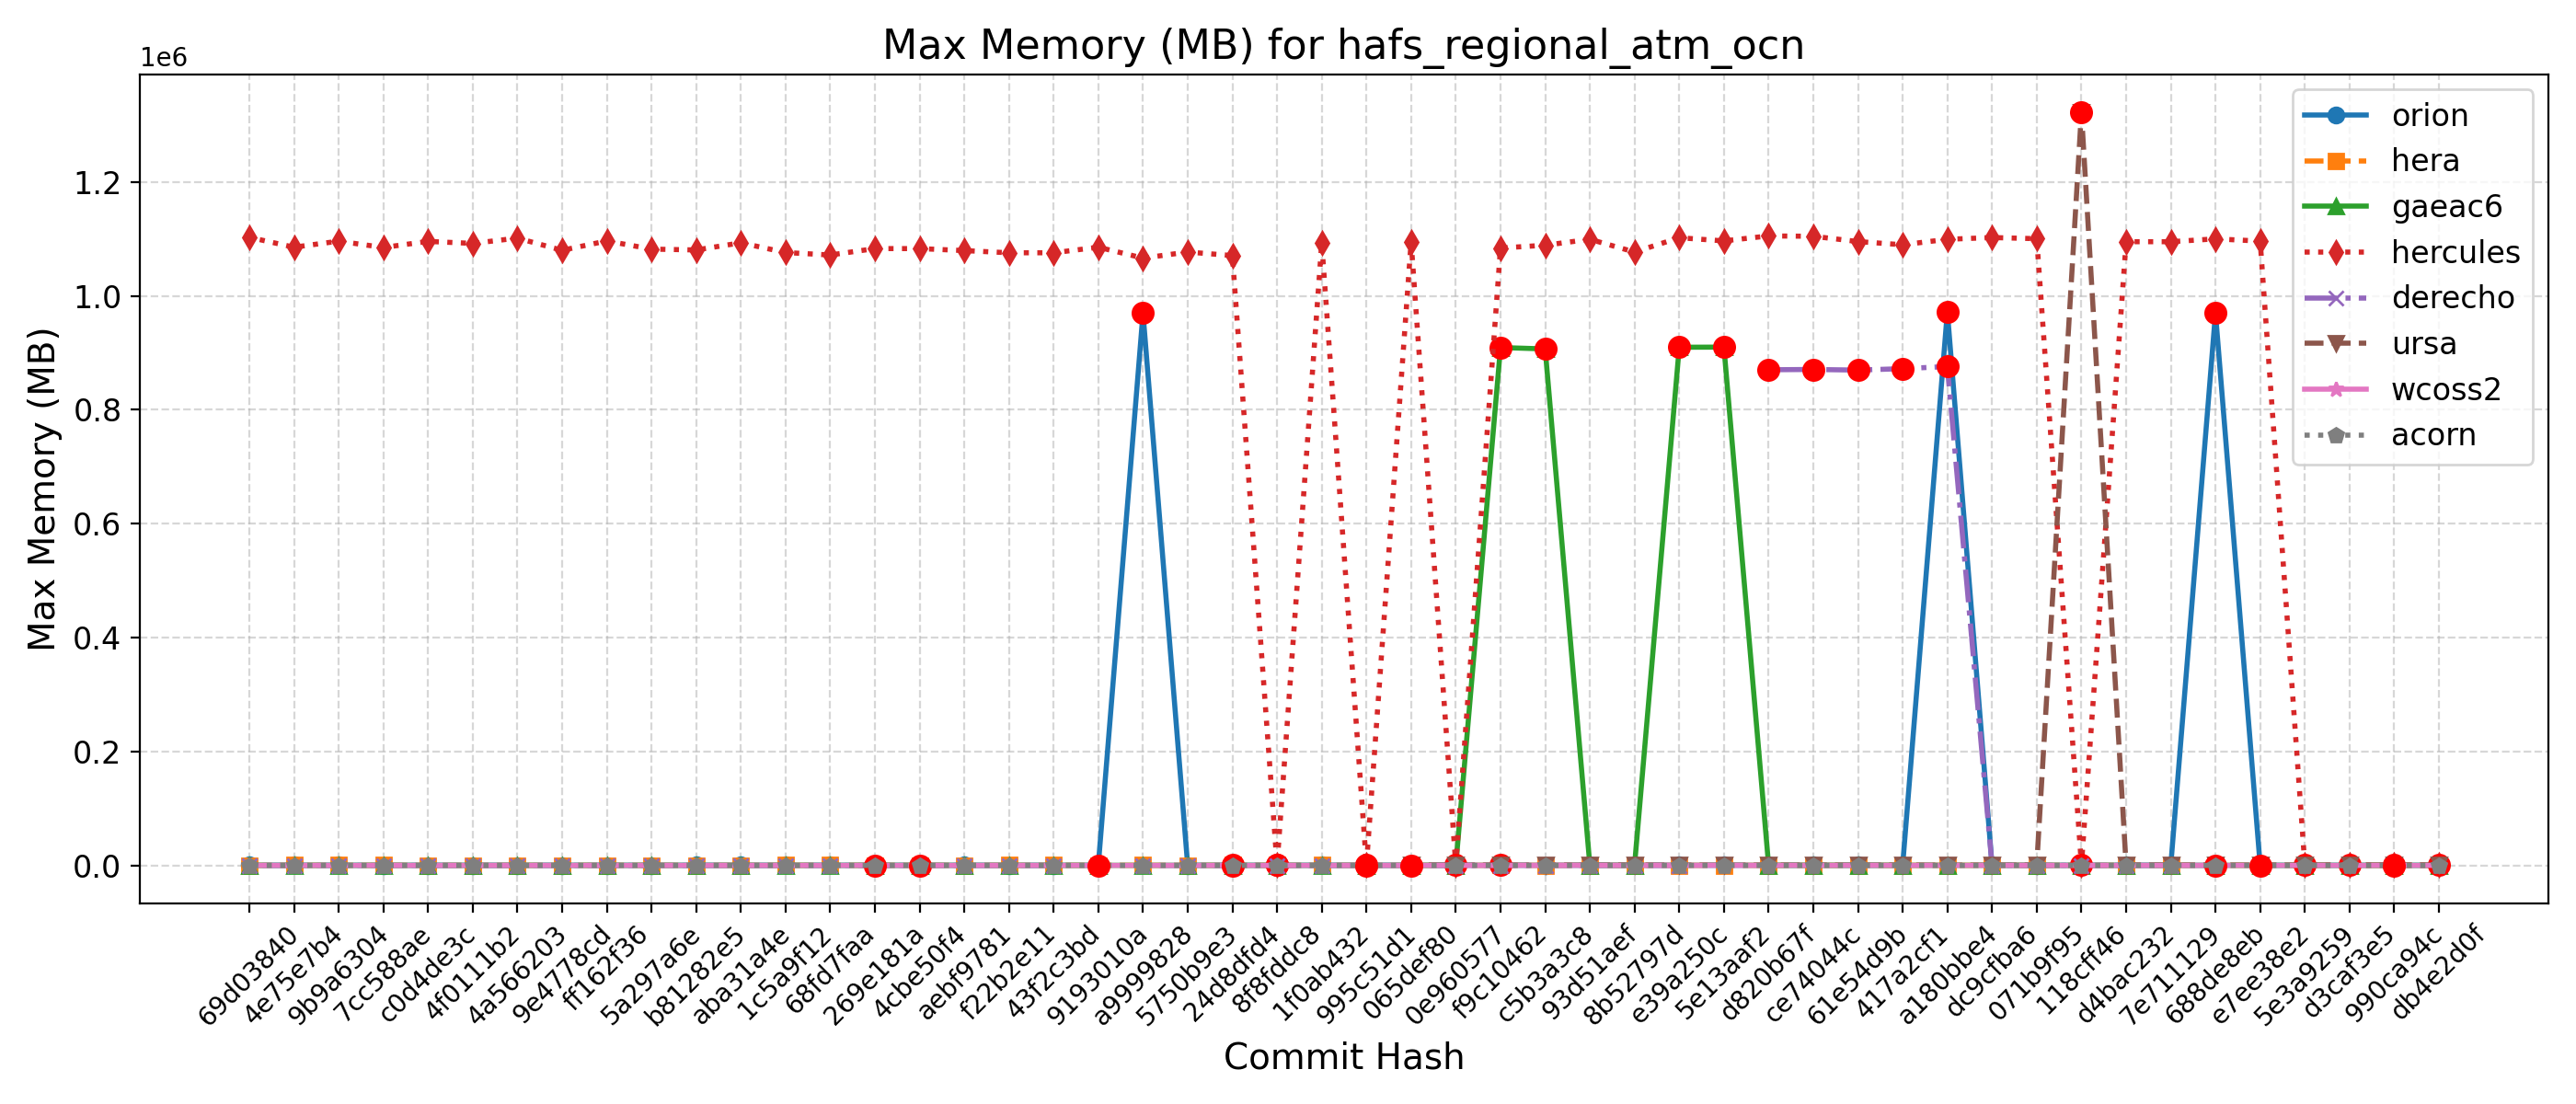 Max Memory (MB) for hafs_regional_atm_ocn
1e6
1.2
1.0
0.8
0.6
0.4
0.2
0.0
Max Memory (MB)
orion
hera
gaeac6
hercules
derecho
ursa
wcoss2
acorn
69d03840
4e75e7b4
9b9a6304
7cc588ae
c0d4de3c
4f0111b2
4a566203
9e4778cd
ff162f36
5a297a6e
b81282e5
aba31a4e
1c5a9f12
68fd7faa
269e181a
4cbe50f4
aebf9781
f22b2e11
43f2c3bd
9193010a
a9999828
5750b9e3
24d8dfd4
8f8fddc8
1f0ab432
995c51d1
065def80
0e960577
f9c10462
c5b3a3c8
93d51aef
8b52797d
e39a250c
5e13aaf2
d820b67f
ce74044c
61e54d9b
417a2cf1
a180bbe4
dc9cfba6
071b9f95
118cff46
d4bac232
7e711129
688de8eb
e7ee38e2
5e3a9259
d3caf3e5
990ca94c
db4e2d0f
Commit Hash